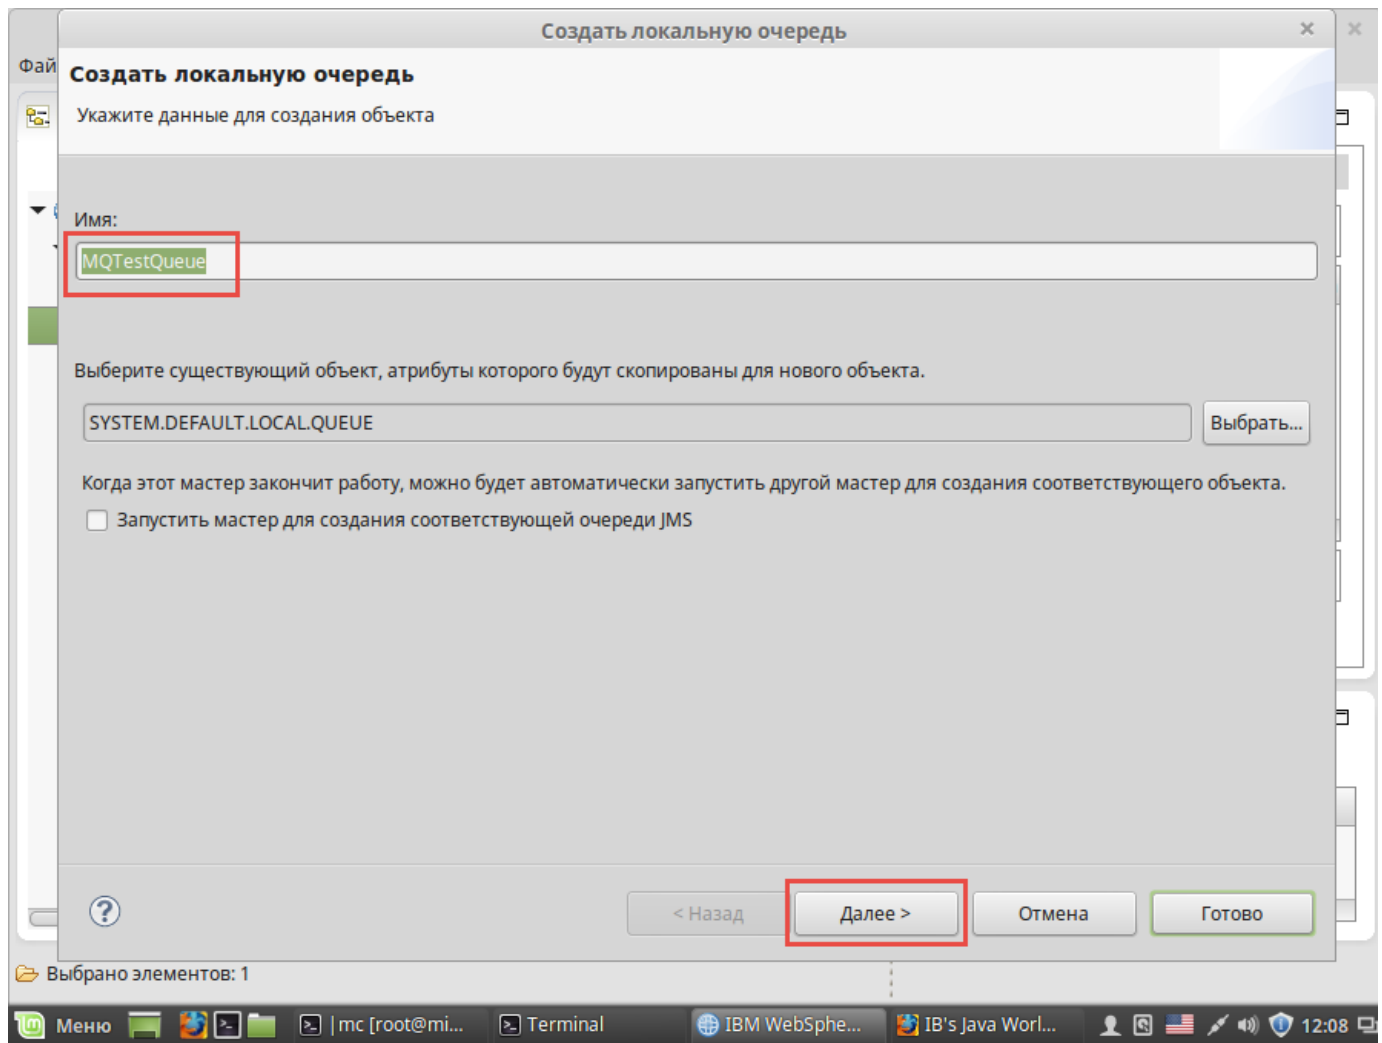 Создать локальную очередь
Фай
Создать локальную очередь
Укажите данные для создания объекта
Имя:
MQTestQueue
Выберите существующий объект, атрибуты которого будут скопированы для нового объекта.
SYSTEM.DEFAULT.LOCAL.QUEUE
Выбрать...
Когда этот мастер закончит работу, можно будет автоматически запустить другой мастер для создания соответствующего объекта.
Запустить мастер для создания соответствующей очереди JMS
< Назад
Далее >
Отмена
Готово
Выбрано элементов: 1
Меню
mc [root@mi...
Terminal
IBM WebSphe...
IB's Java Worl...
12:08